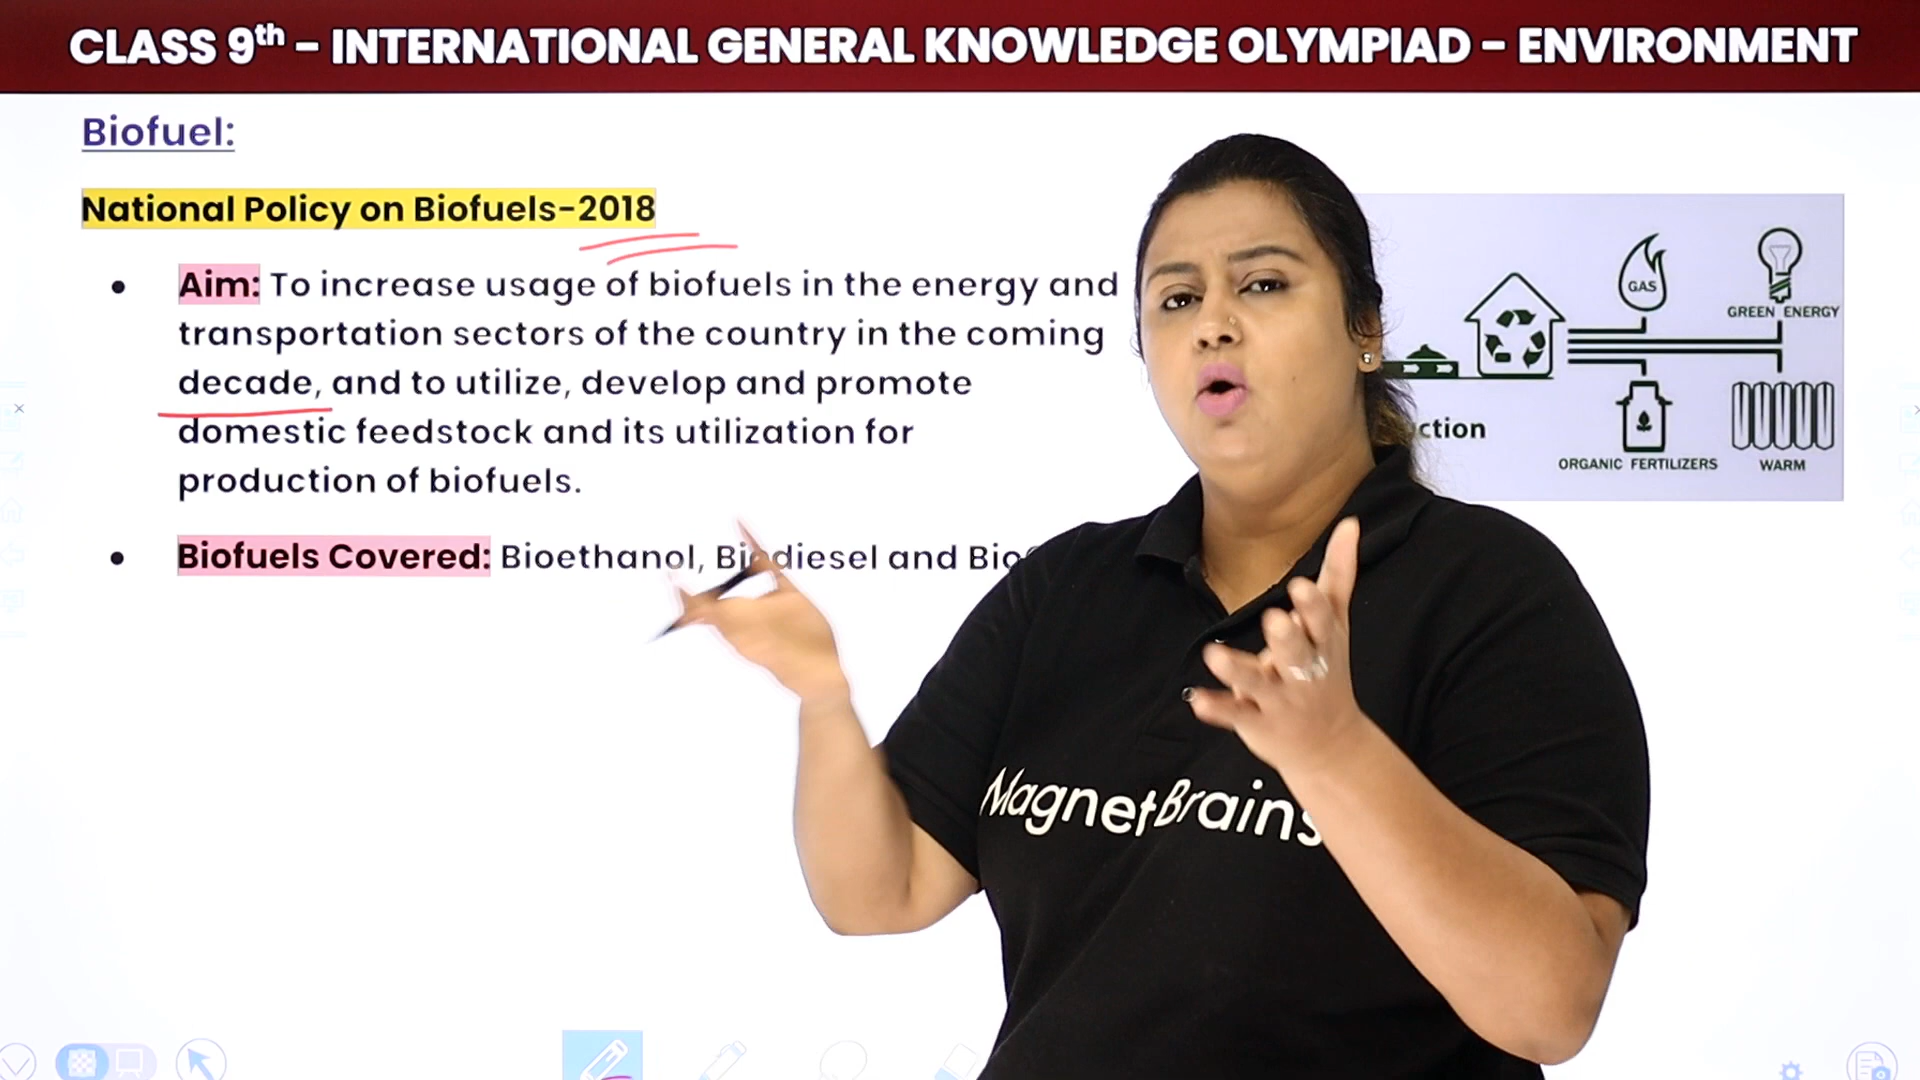 CLASS 9th - INTERNATIONAL GENERAL KNOWLEDGE OLYMPIAD - ENVIRONMENT
Biofuel:
National Policy on Biofuels-2018
• Aim: To increase usage of biofuels in the energy and
transportation sectors of the country in the coming
decade, and to utilize, develop and promote
domestic feedstock and its utilization for
production of biofuels.
• Biofuels Covered: Bioethanol, Biodiesel and
GAS
GREEN ENERGY
ORGANIC FERTILIZERS
WARM
MagnetBrains